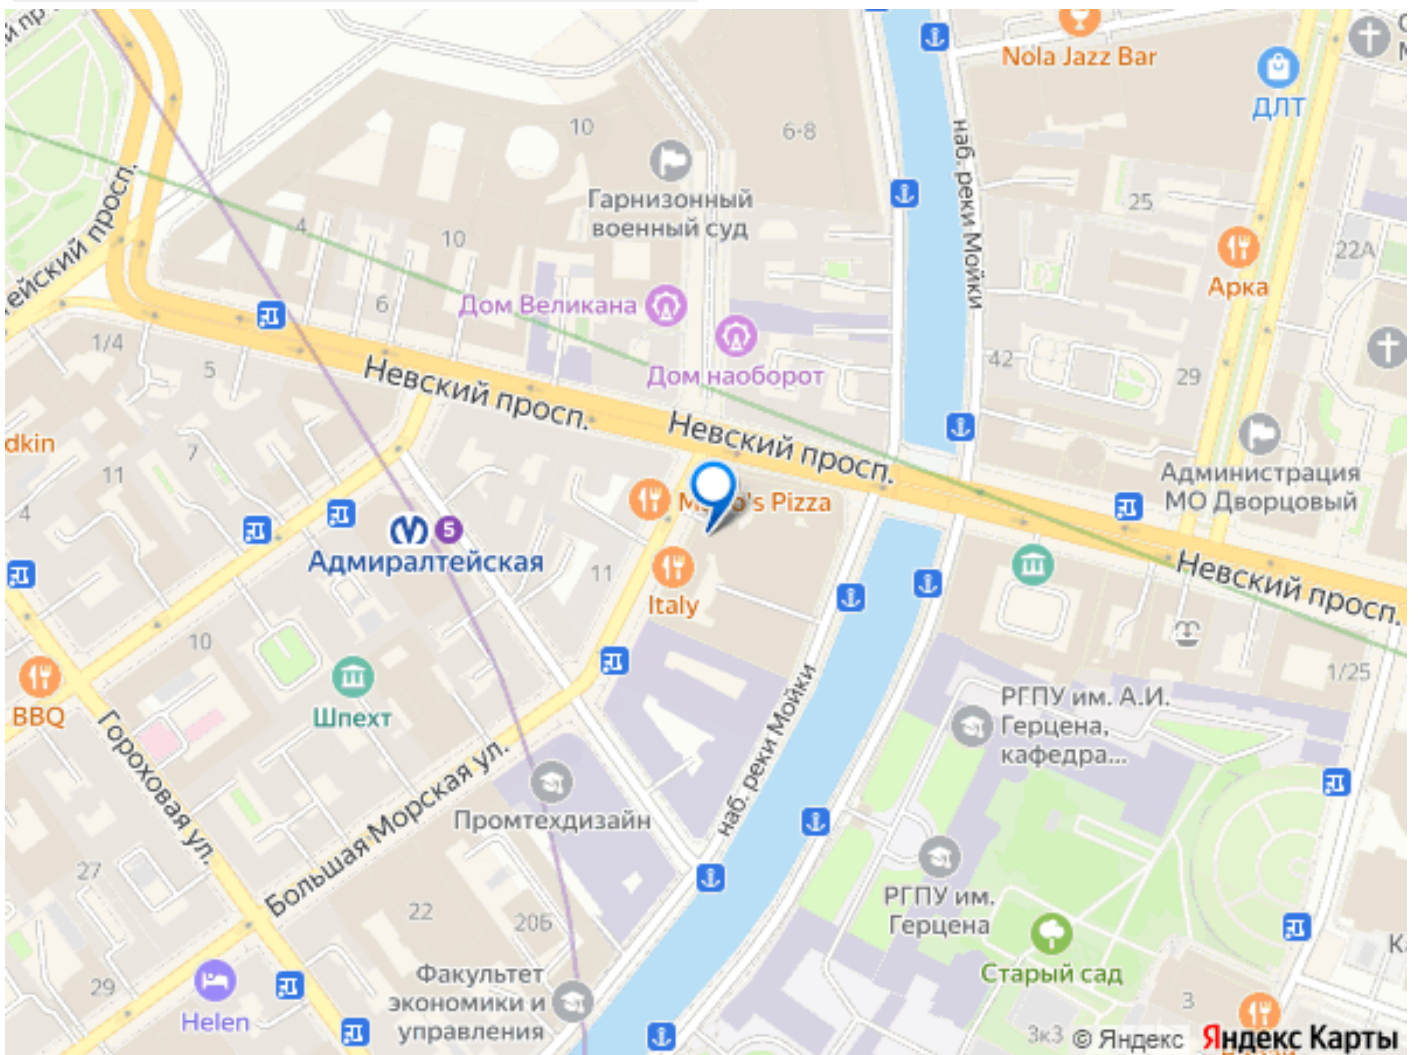 Nola Jazz Bar
ДЛТ
10
6-8
наб. реки Мойки
Гарнизонный
военный суд
25
22А
4
10
Арка
Дом Великана
6
1/4
5
Дом наоборот
42
29
Невский просп.
Невский просп.
dkin
7
11
4
Администрация
МО Дворцовый
5
Адмиралтейская
11
Italy
Невский просп.
10
1/25
BBQ
Шпехт
РГПУ им. А.И.
Герцена,
кафедра...
наб. реки Мойки
Гороховая ул.
Большая Морская ул.
Промтехдизайн
27
РГПУ им.
Герцена
22
20Б
Старый сад
29
Факультет
экономики и
управления
Helen
3
3к3
© Яндекс Яндекс Карты